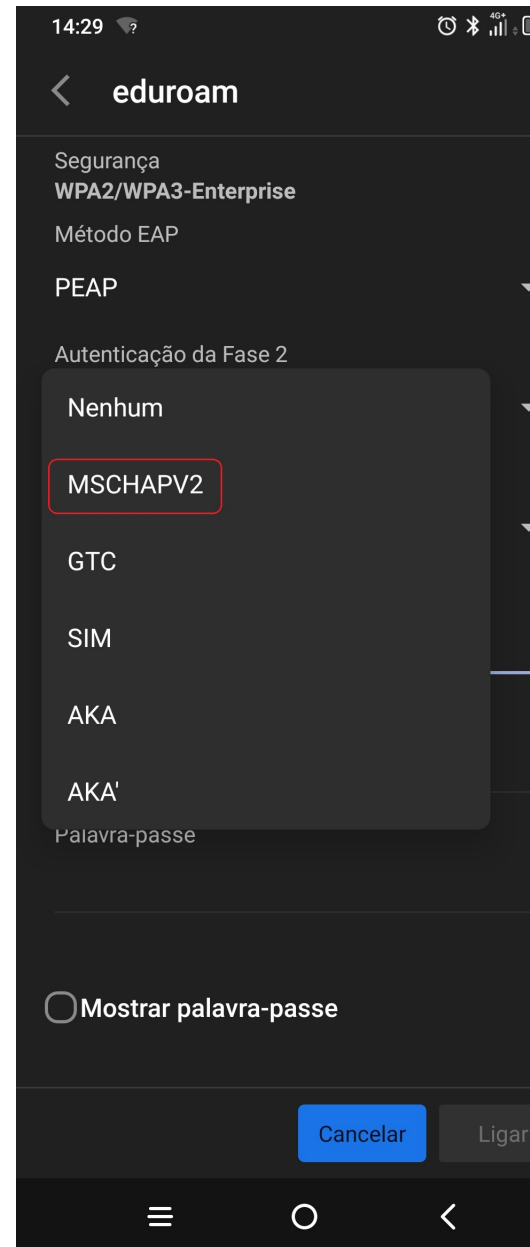 14:29
4G+
eduroam
Segurança
WPA2/WPA3-Enterprise
Método EAP
PEAP
Autenticação da Fase 2
Nenhum
MSCHAPV2
GTC
SIM
AKA
AKA'
Palavra-passe
Mostrar palavra-passe
Cancelar
Ligar